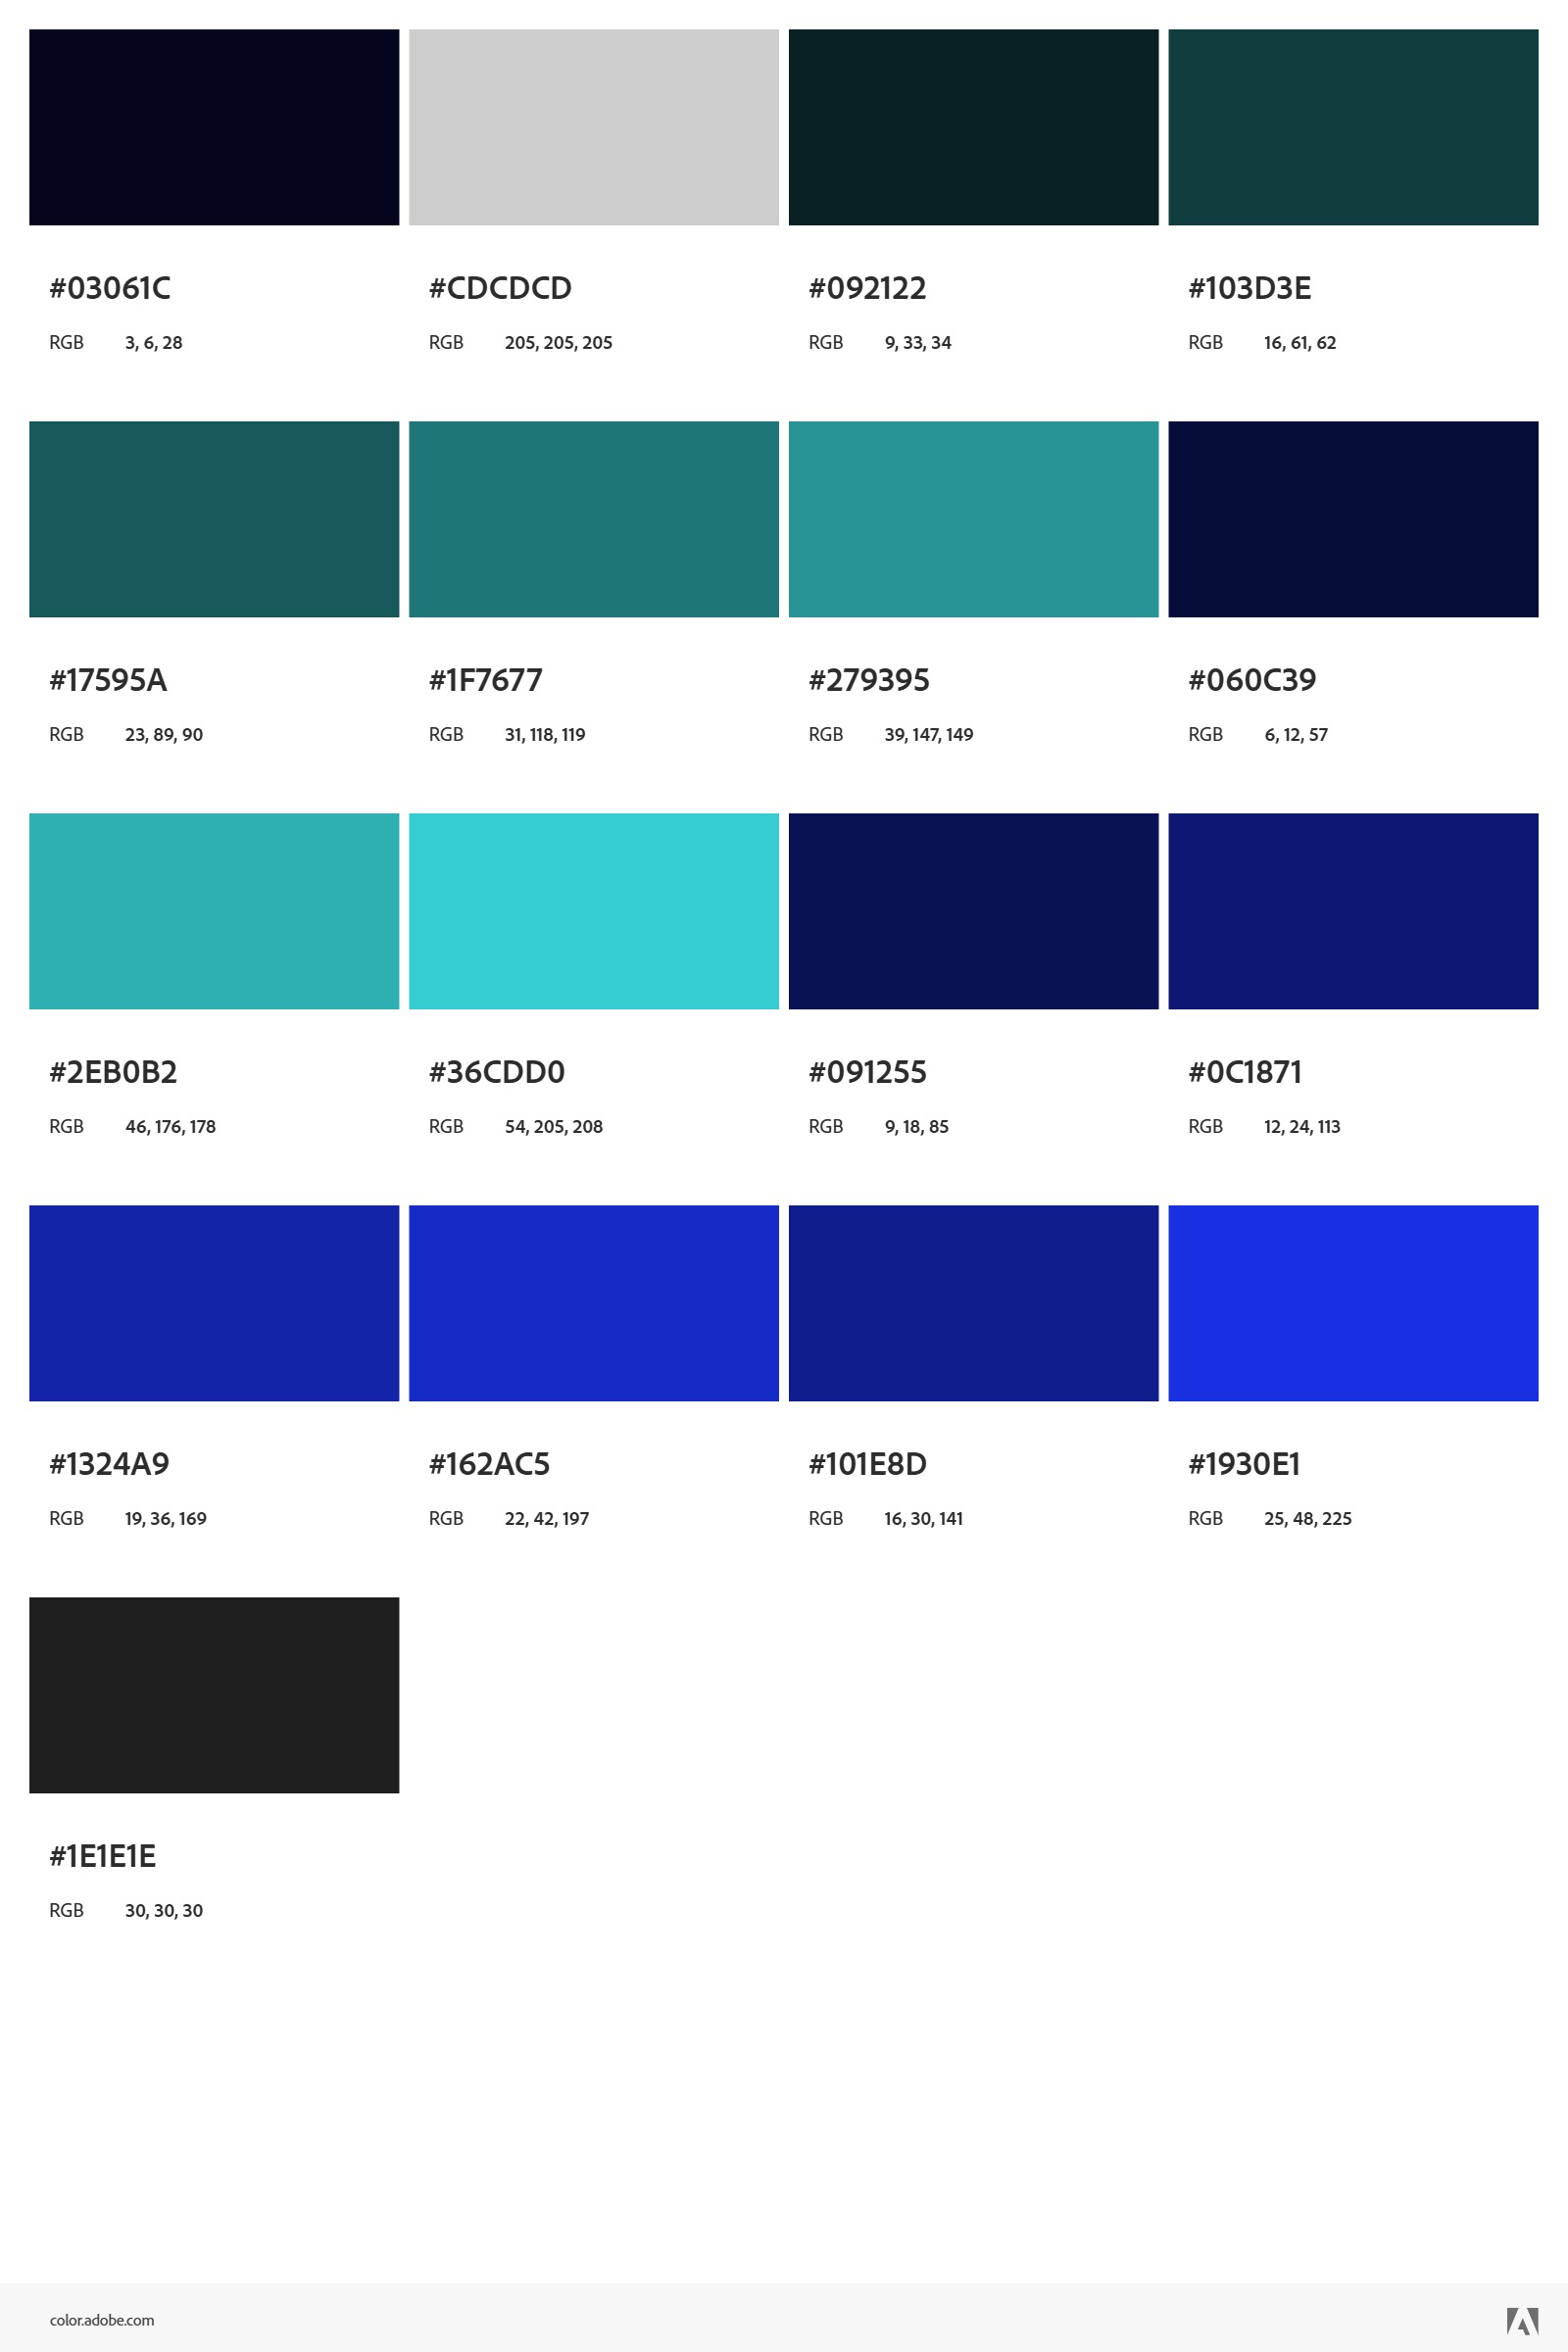 #03061C #CDCDCD #092122 #103D3E
RGB 3, 6, 28 RGB 205, 205, 205 RGB 9, 33, 34 RGB 16, 61, 62
#17595A #1F7677 #279395 #060C39
RGB 23, 89, 90 RGB 31, 118, 119 RGB 39, 147, 149 RGB 6, 12, 57
#2EB0B2 #36CDD0 #091255 #0C1871
RGB 46, 176, 178 RGB 54, 205, 208 RGB 9, 18, 85 RGB 12, 24, 113
#1324A9 #162AC5 #101E8D #1930E1
RGB 19, 36, 169 RGB 22, 42, 197 RGB 16, 30, 141 RGB 25, 48, 225
#1E1E1E
RGB 30, 30, 30
color.adobe.com